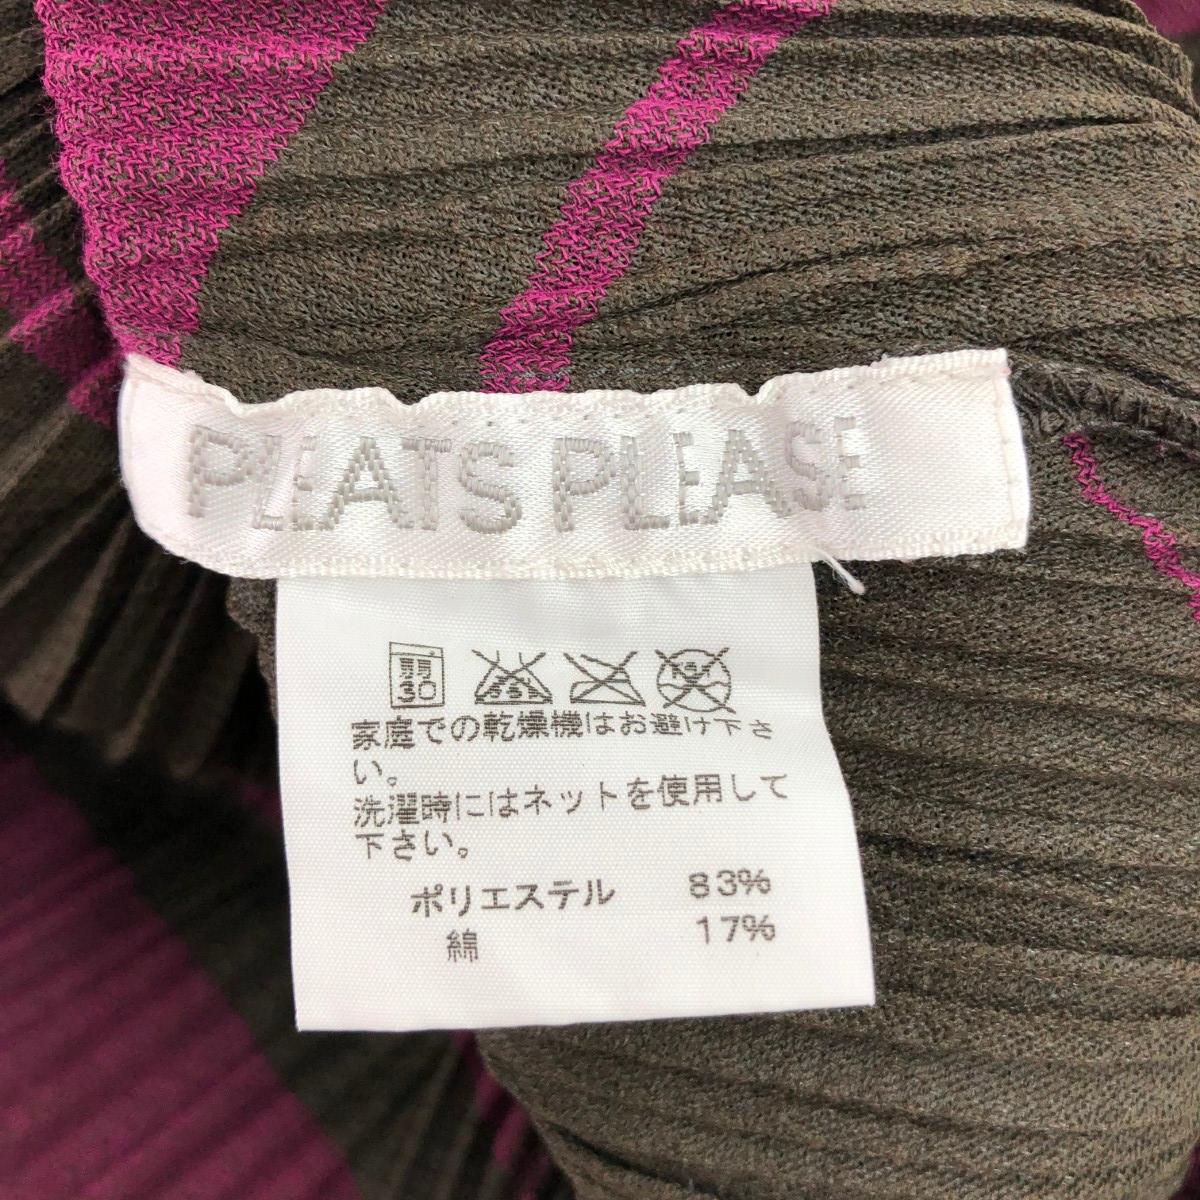 PLEATS PLEASE
弱
30
家庭での乾燥機はお避け下さ
い。
洗濯時にはネットを使用して
下さい。
ポリエステル 83%
綿 17%